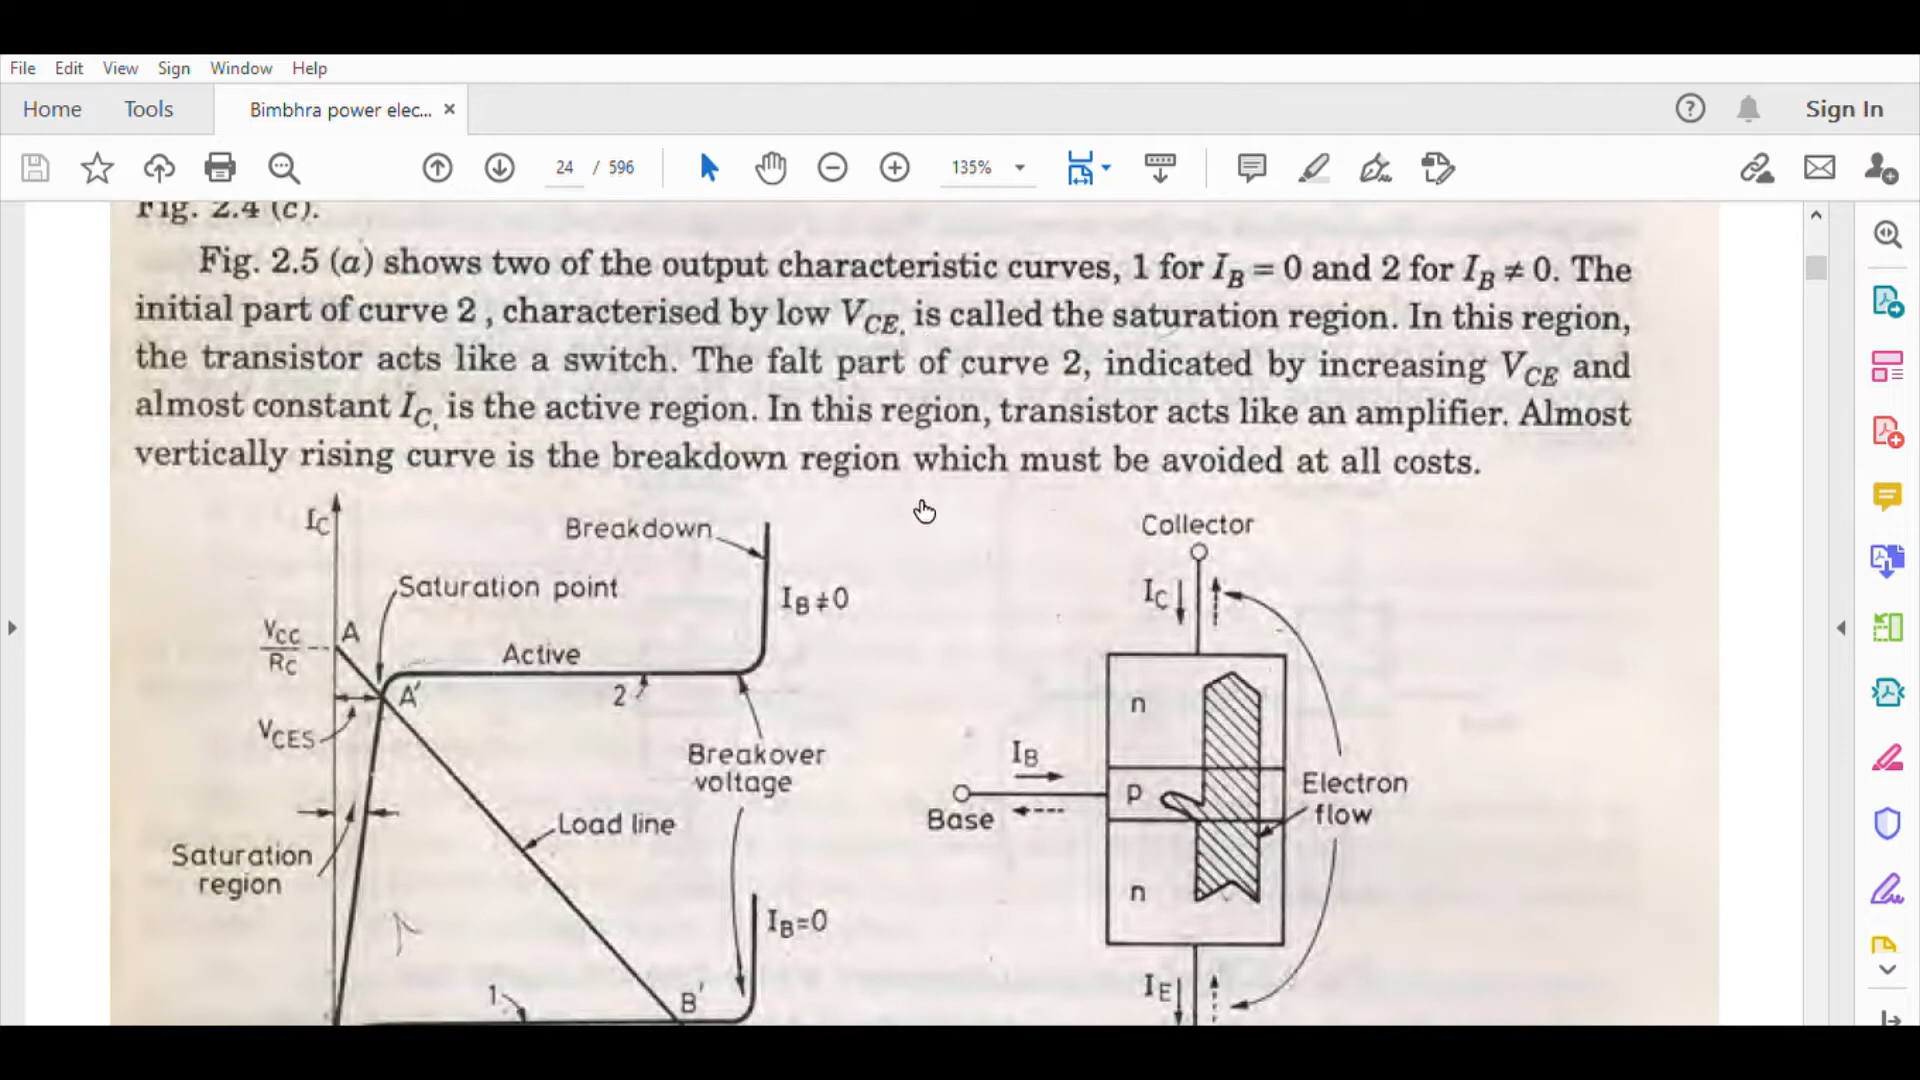 File Edit View Sign Window Help
Home Tools Bimbhra power elec... × Sign In
24 / 596 135%
Fig. 2.4 (c).
Fig. 2.5 (a) shows two of the output characteristic curves, 1 for I_B = 0 and 2 for I_B ≠ 0. The
initial part of curve 2 , characterised by low V_CE, is called the saturation region. In this region,
the transistor acts like a switch. The falt part of curve 2, indicated by increasing V_CE and
almost constant I_C, is the active region. In this region, transistor acts like an amplifier. Almost
vertically rising curve is the breakdown region which must be avoided at all costs.
I_C
Breakdown
Saturation point
I_B ≠ 0
V_CC
R_C
A
Active
A'
2
V_CES
Breakover
voltage
Load line
Saturation
region
I_B=0
1
B'
Collector
I_C
n
I_B
p
Base
Electron
flow
n
I_E